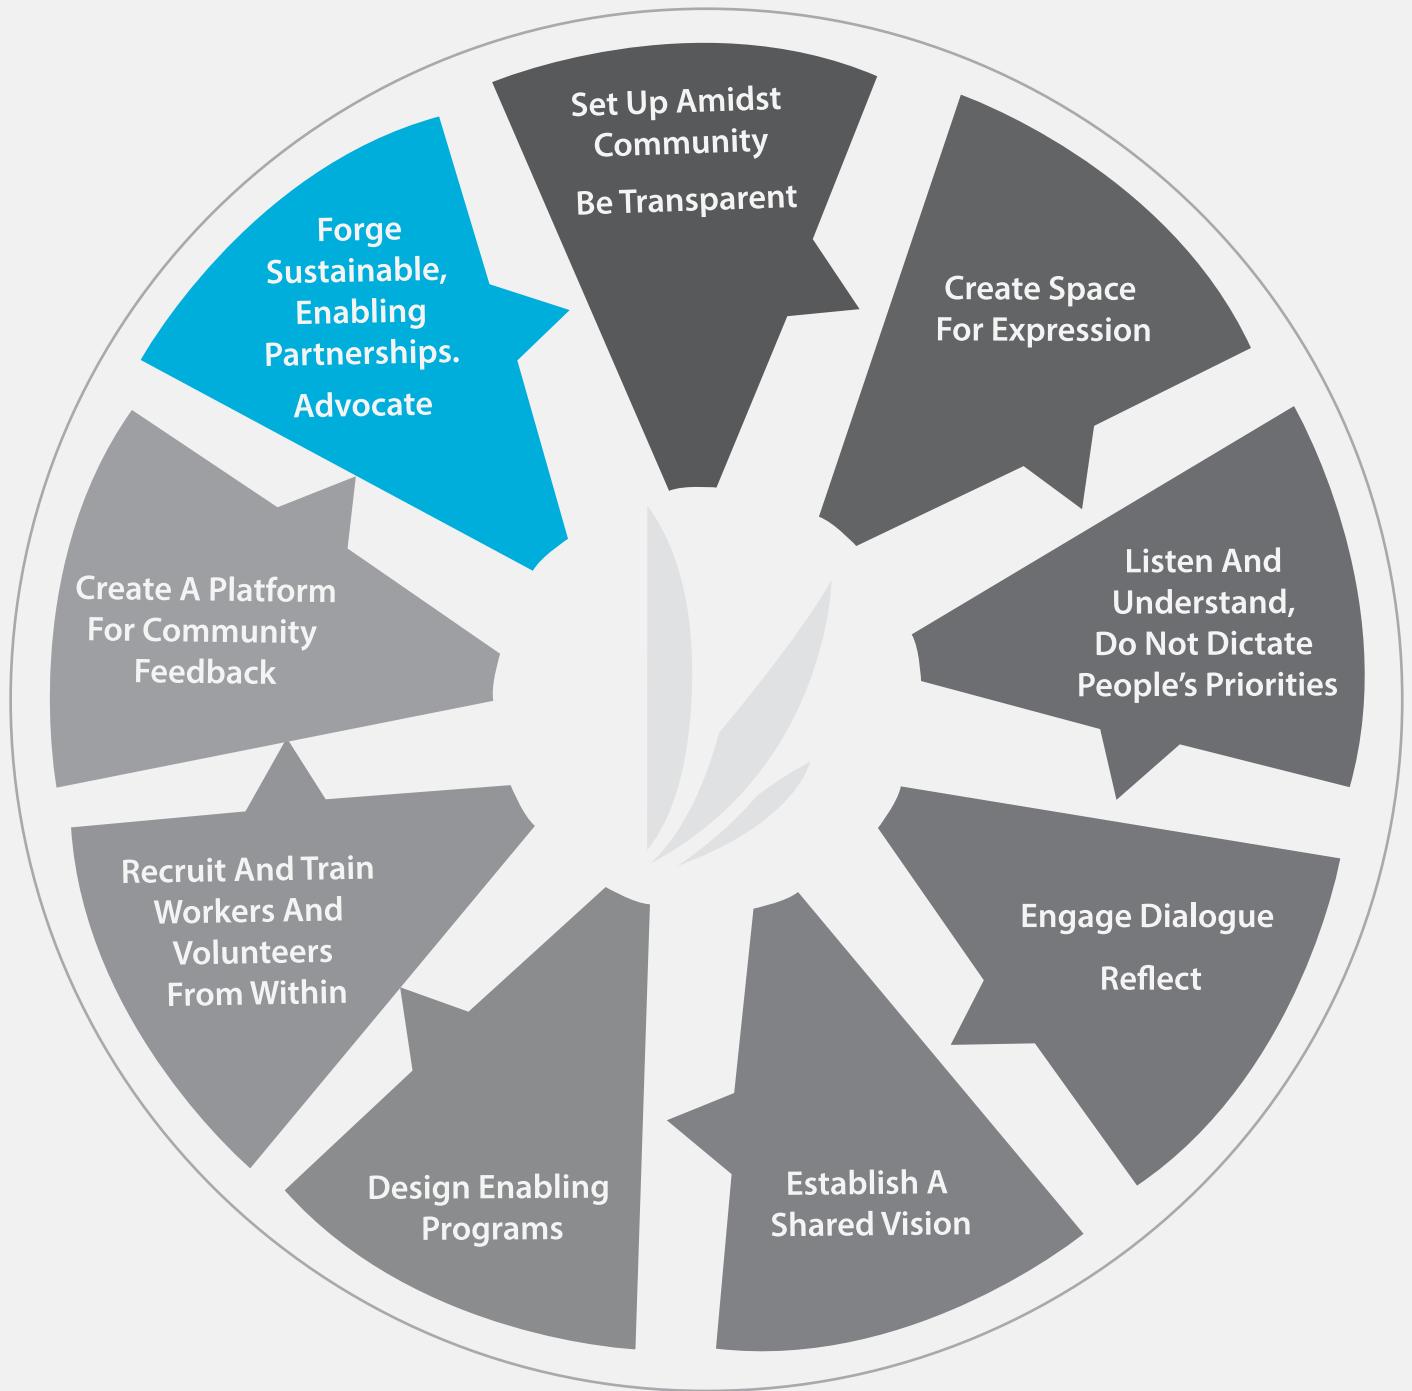 Set Up Amidst
Community
Be Transparent
Create Space
For Expression
Listen And
Understand,
Do Not Dictate
People’s Priorities
Engage Dialogue
Reflect
Establish A
Shared Vision
Design Enabling
Programs
Recruit And Train
Workers And
Volunteers
From Within
Create A Platform
For Community
Feedback
Forge
Sustainable,
Enabling
Partnerships.
Advocate